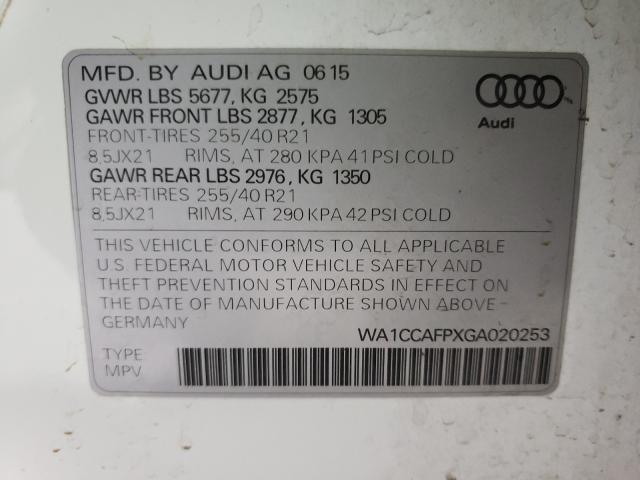 MFD. BY AUDI AG 0615
GVWR LBS 5677, KG 2575
GAWR FRONT LBS 2877, KG 1305
FRONT-TIRES 255/40 R21
8,5JX21 RIMS, AT 280 KPA 41 PSI COLD
GAWR REAR LBS 2976, KG 1350
REAR-TIRES 255/40 R21
8,5JX21 RIMS, AT 290 KPA 42 PSI COLD
Audi
THIS VEHICLE CONFORMS TO ALL APPLICABLE
U.S. FEDERAL MOTOR VEHICLE SAFETY AND
THEFT PREVENTION STANDARDS IN EFFECT ON
THE DATE OF MANUFACTURE SHOWN ABOVE -
GERMANY
WA1CCAFPXGA020253
TYPE
MPV